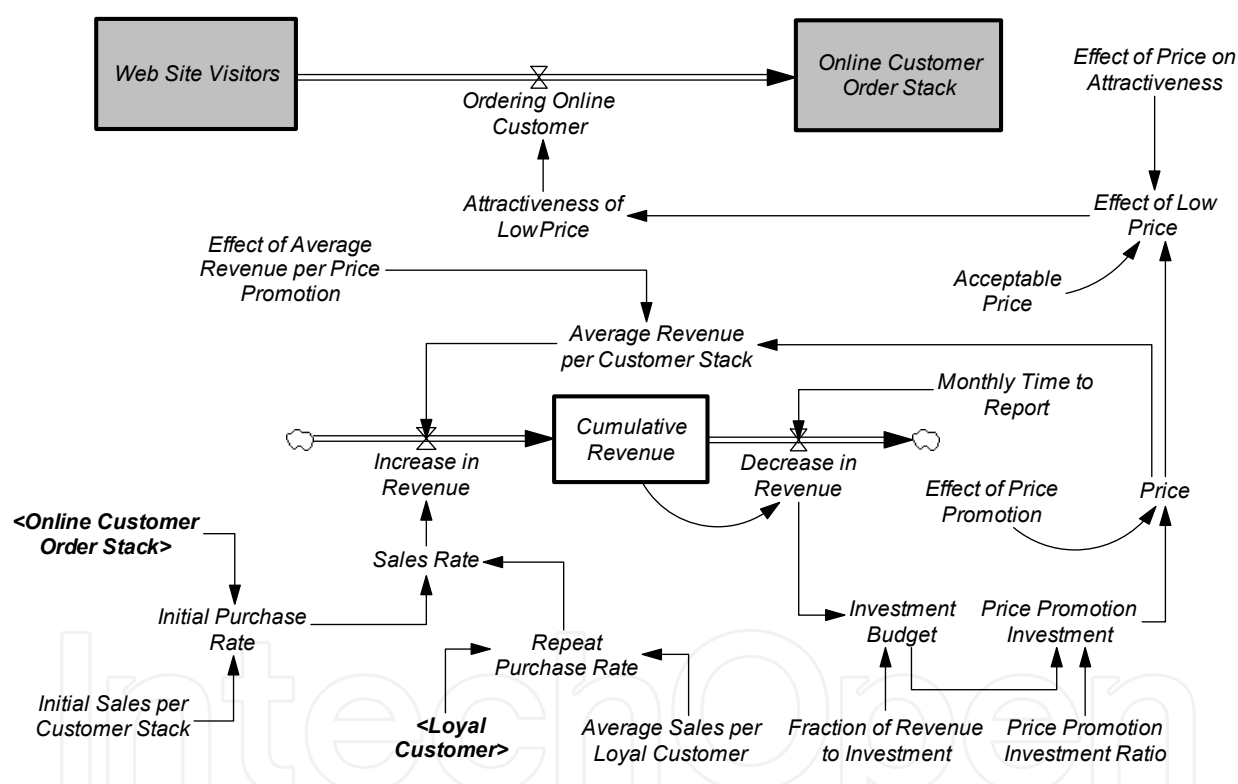 Web Site Visitors
Online Customer
Order Stack
Effect of Price on
Attractiveness
Ordering Online
Customer
Attractiveness of
Low Price
Effect of Low
Price
Effect of Average
Revenue per Price
Promotion
Acceptable
Price
Average Revenue
per Customer Stack
Monthly Time to
Report
Cumulative
Revenue
Increase in
Revenue
Decrease in
Revenue
Effect of Price
Promotion
Price
<Online Customer
Order Stack>
Sales Rate
Initial Purchase
Rate
Repeat
Purchase Rate
Investment
Budget
Price Promotion
Investment
Initial Sales per
Customer Stack
<Loyal
Customer>
Average Sales per
Loyal Customer
Fraction of Revenue
to Investment
Price Promotion
Investment Ratio
IntechOpen